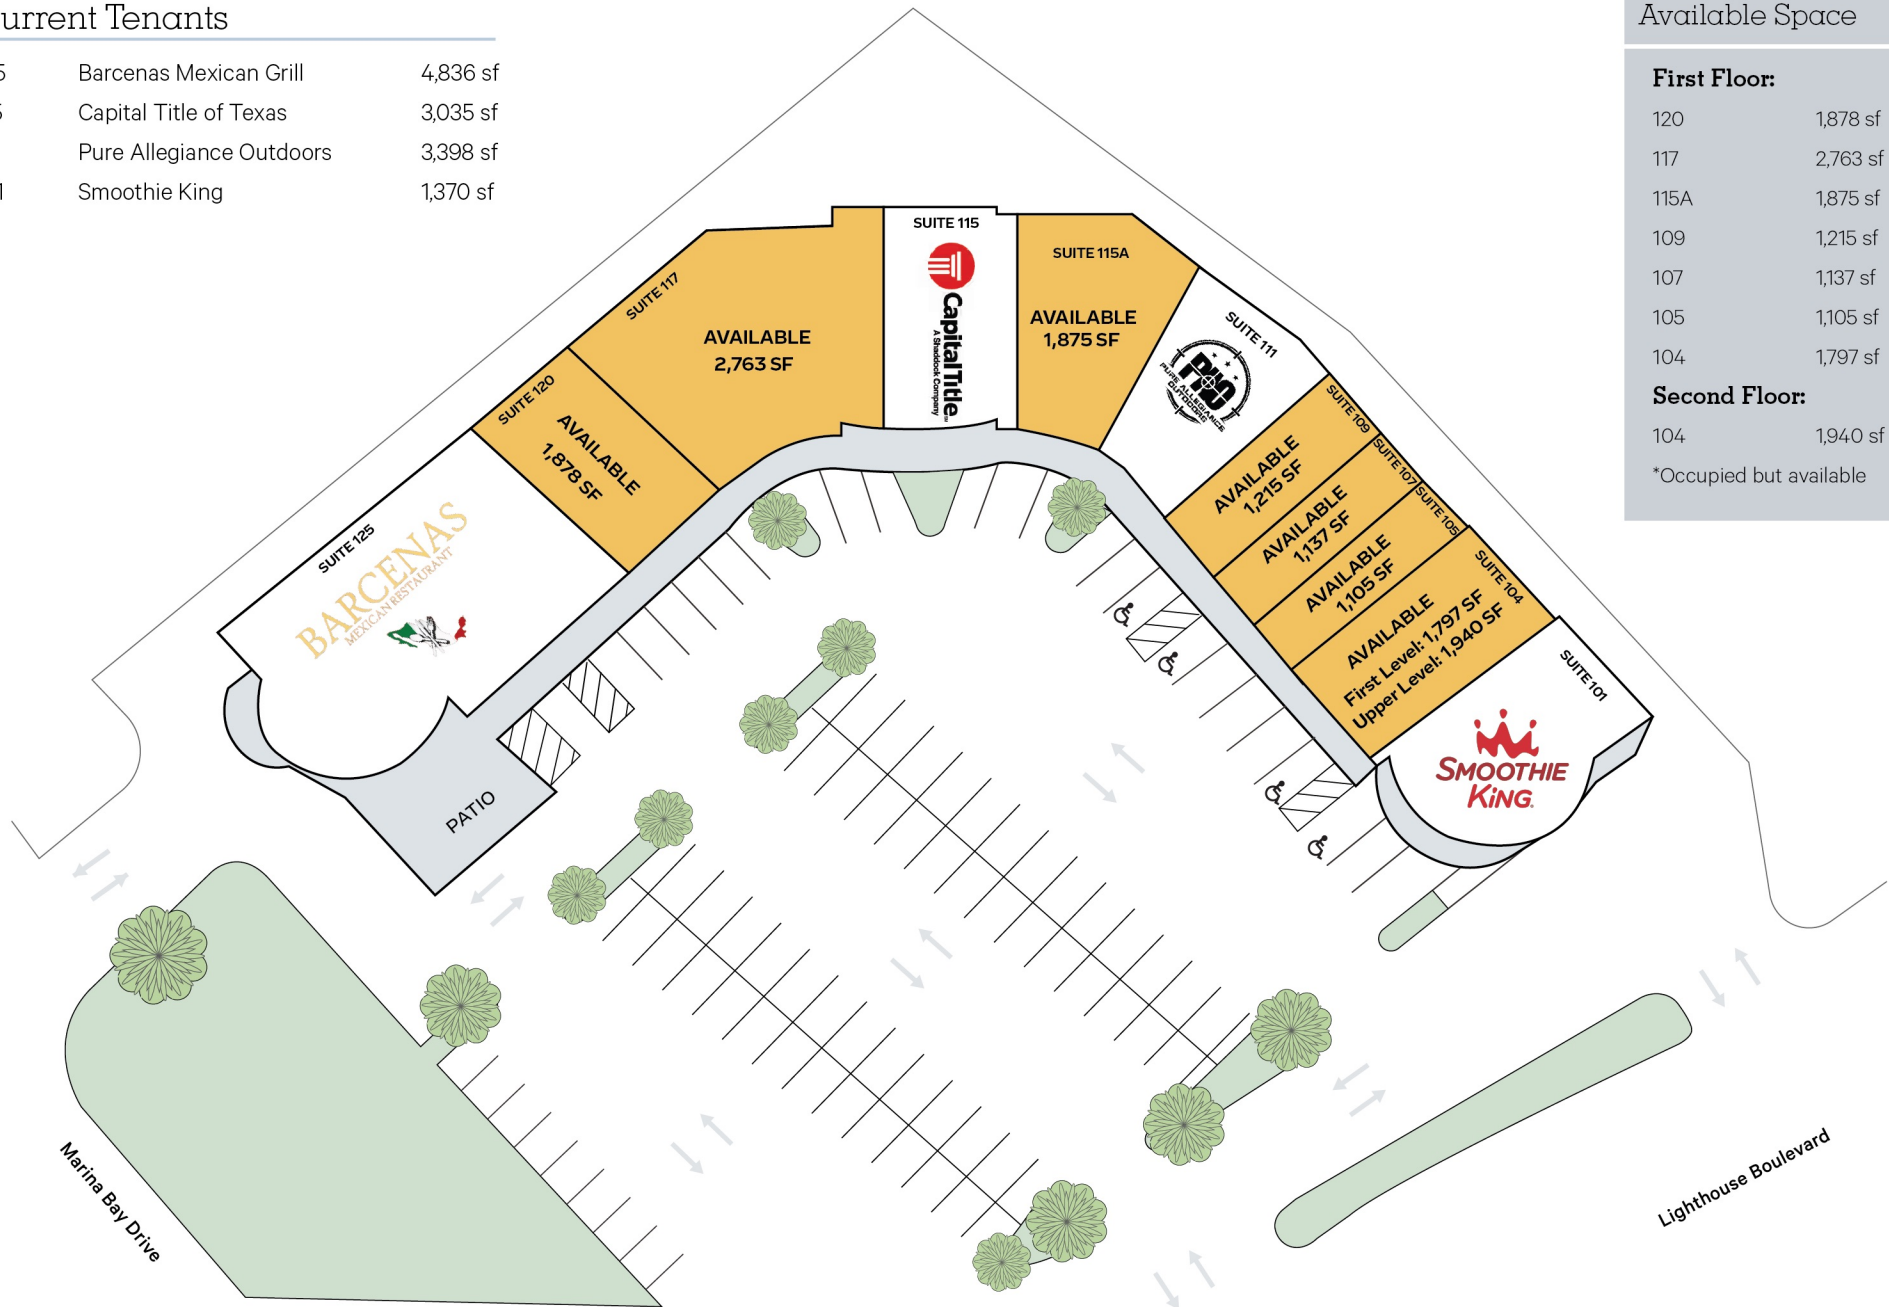 urrent Tenants
5 Barcenas Mexican Grill 4,836 sf
5 Capital Title of Texas 3,035 sf
Pure Allegiance Outdoors 3,398 sf
1 Smoothie King 1,370 sf
Available Space
First Floor:
120 1,878 sf
117 2,763 sf
115A 1,875 sf
109 1,215 sf
107 1,137 sf
105 1,105 sf
104 1,797 sf
Second Floor:
104 1,940 sf
*Occupied but available
SUITE 125
BARCENAS
MEXICAN RESTAURANT
PATIO
SUITE 120
AVAILABLE
1,878 SF
SUITE 117
AVAILABLE
2,763 SF
SUITE 115
CapitalTitle
A Shaddock Company
SUITE 115A
AVAILABLE
1,875 SF
SUITE 111
PURE ALLEGIANCE
OUTDOORS
SUITE 109
AVAILABLE
1,215 SF
SUITE 107
AVAILABLE
1,137 SF
SUITE 105
AVAILABLE
1,105 SF
SUITE 104
AVAILABLE
First Level: 1,797 SF
Upper Level: 1,940 SF
SUITE 101
SMOOTHIE
KiNG
Marina Bay Drive
Lighthouse Boulevard